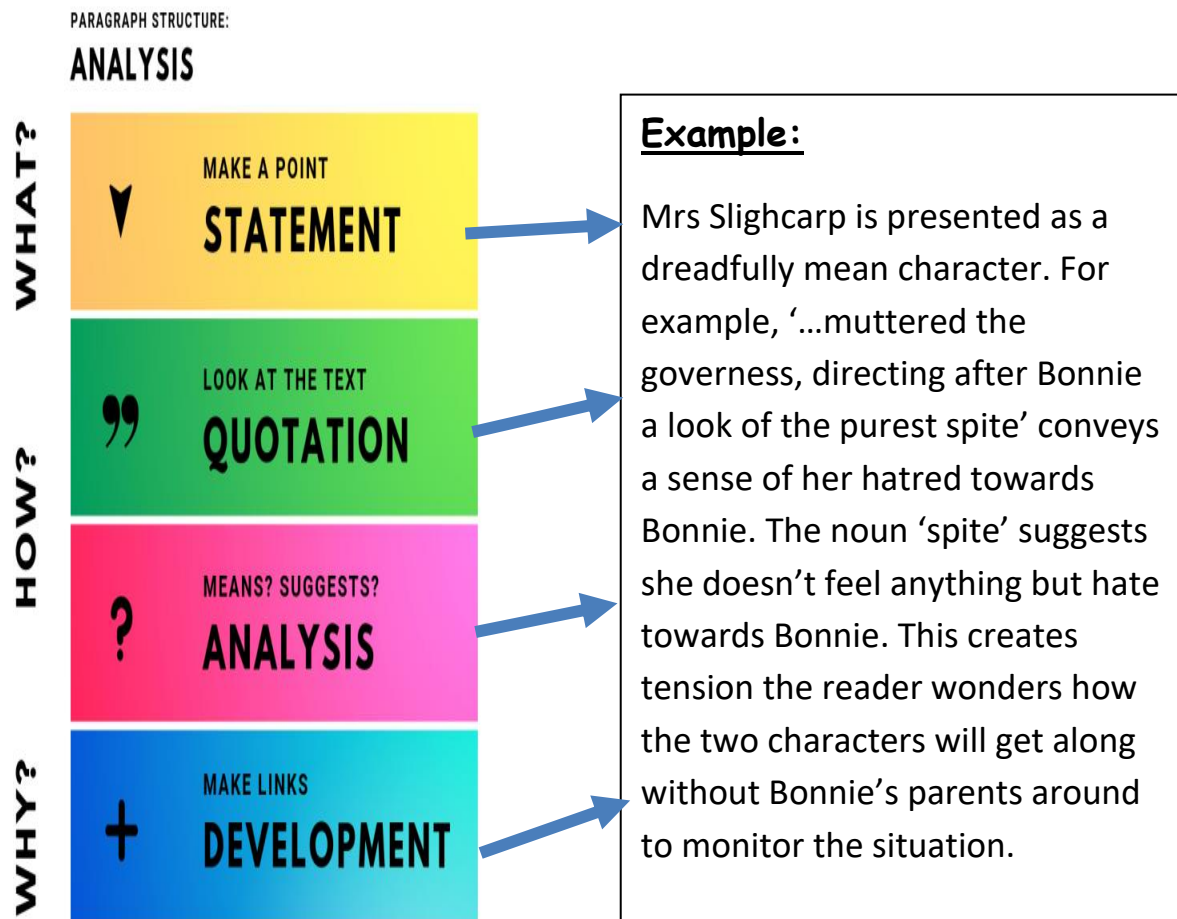 PARAGRAPH STRUCTURE:
ANALYSIS
WHAT?
MAKE A POINT
STATEMENT
HOW?
LOOK AT THE TEXT
QUOTATION
MEANS? SUGGESTS?
ANALYSIS
WHY?
MAKE LINKS
DEVELOPMENT
Example:
Mrs Slighcarp is presented as a
dreadfully mean character. For
example, ‘…muttered the
governess, directing after Bonnie
a look of the purest spite’ conveys
a sense of her hatred towards
Bonnie. The noun ‘spite’ suggests
she doesn’t feel anything but hate
towards Bonnie. This creates
tension the reader wonders how
the two characters will get along
without Bonnie’s parents around
to monitor the situation.